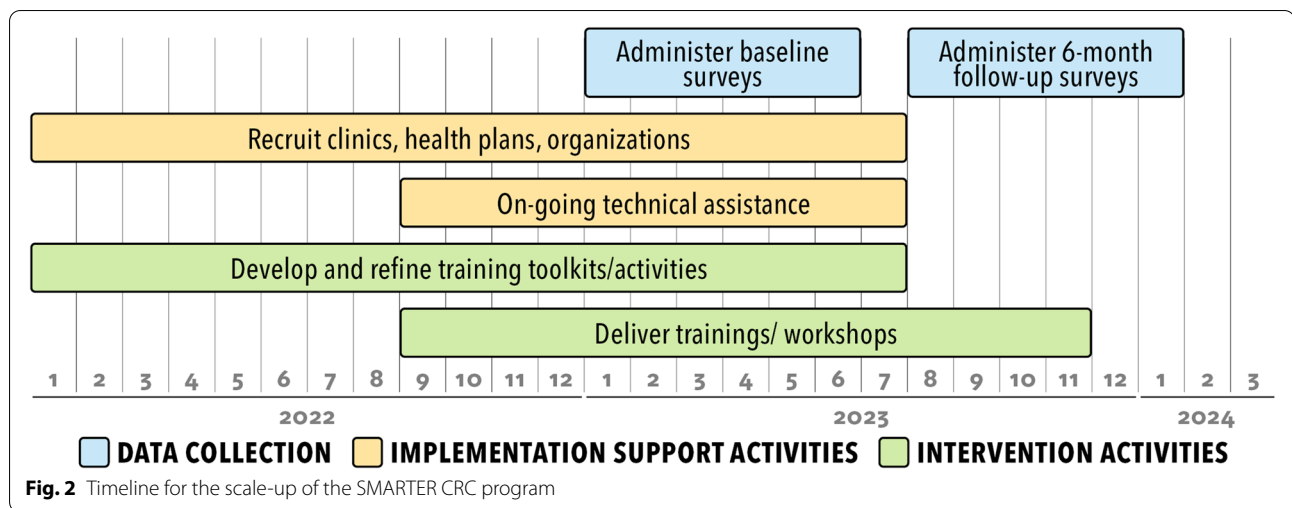 Administer baseline
surveys
Administer 6-month
follow-up surveys
Recruit clinics, health plans, organizations
On-going technical assistance
Develop and refine training toolkits/activities
Deliver trainings/ workshops
1 2 3 4 5 6 7 8 9 10 11 12 1 2 3 4 5 6 7 8 9 10 11 12 1 2 3
2022 2023 2024
DATA COLLECTION IMPLEMENTATION SUPPORT ACTIVITIES INTERVENTION ACTIVITIES
Fig. 2 Timeline for the scale-up of the SMARTER CRC program